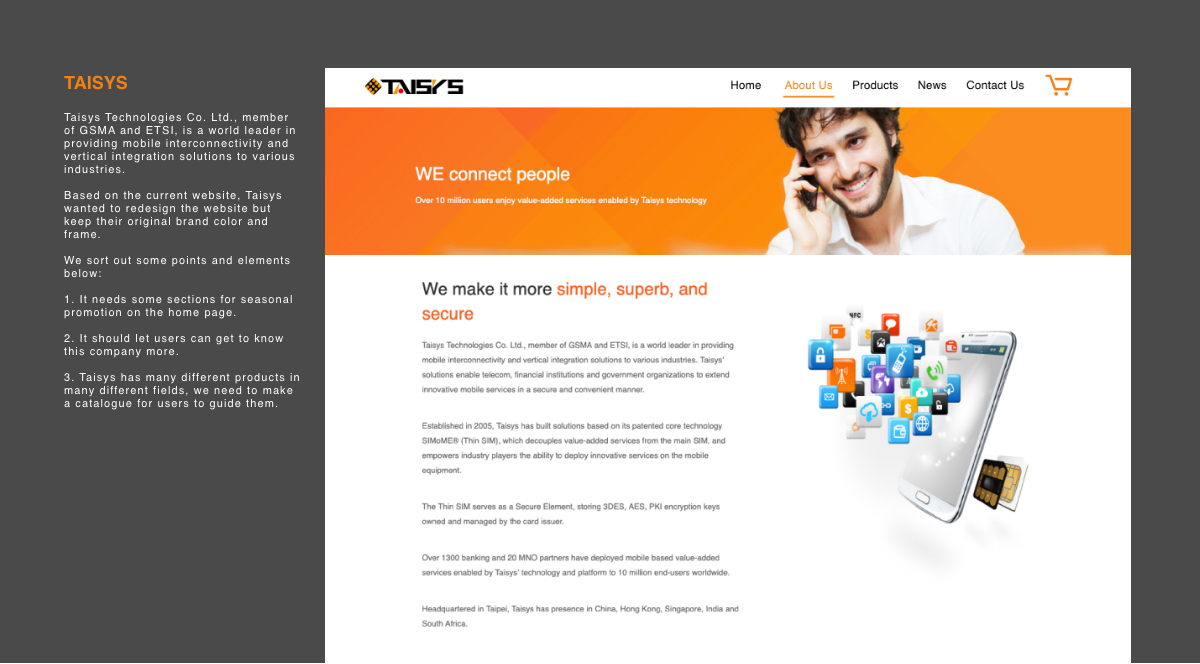 TAISYS
Taisys Technologies Co. Ltd., member
of GSMA and ETSI, is a world leader in
providing mobile interconnectivity and
vertical integration solutions to various
industries.
Based on the current website, Taisys
wanted to redesign the website but
keep their original brand color and
frame.
We sort out some points and elements
below:
1. It needs some sections for seasonal
promotion on the home page.
2. It should let users can get to know
this company more.
3. Taisys has many different products in
many different fields, we need to make
a catalogue for users to guide them.
TAISYS
Home About Us Products News Contact Us
WE connect people
Over 10 million users enjoy value-added services enabled by Taisys technology
We make it more simple, superb, and
secure
Taisys Technologies Co. Ltd., member of GSMA and ETSI, is a world leader in providing
mobile interconnectivity and vertical integration solutions to various industries. Taisys'
solutions enable telecom, financial institutions and government organizations to extend
innovative mobile services in a secure and convenient manner.
Established in 2005, Taisys has built solutions based on its patented core technology
SIMoME® (Thin SIM), which decouples value-added services from the main SIM, and
empowers industry players the ability to deploy innovative services on the mobile
equipment.
The Thin SIM serves as a Secure Element, storing 3DES, AES, PKI encryption keys
owned and managed by the card issuer.
Over 1300 banking and 20 MNO partners have deployed mobile based value-added
services enabled by Taisys' technology and platform to 10 million end-users worldwide.
Headquartered in Taipei, Taisys has presence in China, Hong Kong, Singapore, India and
South Africa.
NFC
$